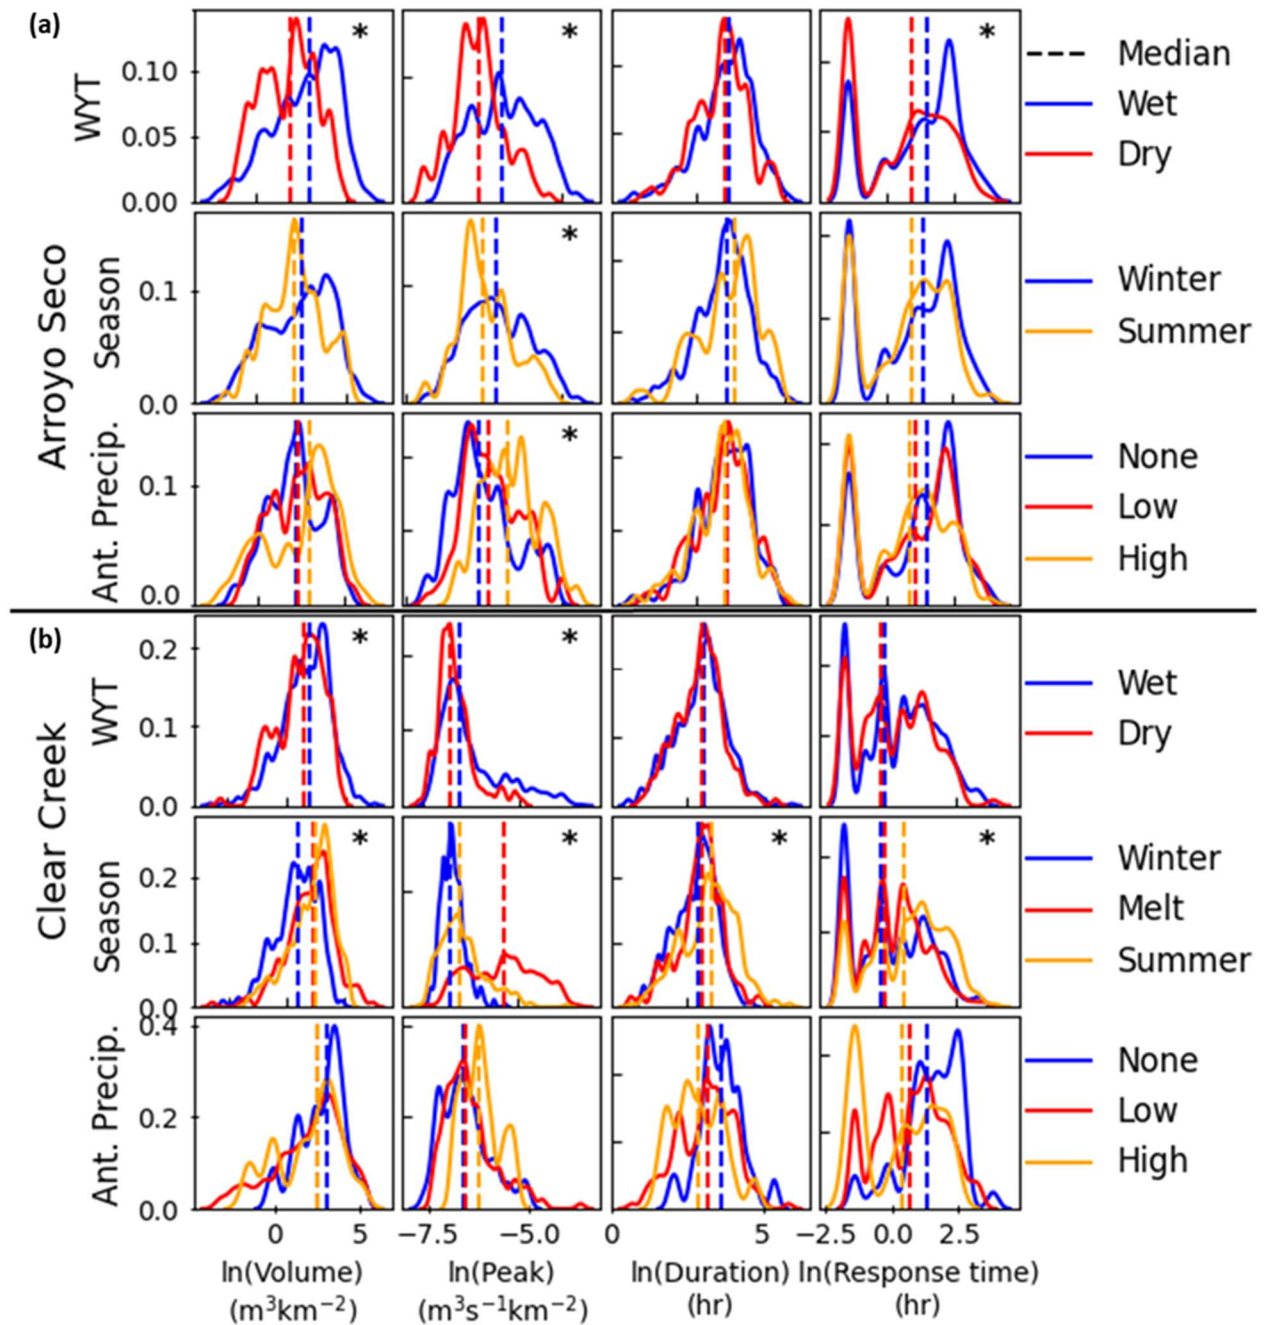 (a)
WYT
0.10
0.05
0.00
*
*
*
Median
Wet
Dry
Arroyo Seco
Season
0.1
0.0
*
Winter
Summer
Ant. Precip.
0.1
0.0
*
None
Low
High
(b)
WYT
0.2
0.1
0.0
*
*
Wet
Dry
Clear Creek
Season
0.2
0.1
0.0
*
*
*
*
Winter
Melt
Summer
Ant. Precip.
0.4
0.2
0.0
None
Low
High
0 5 −7.5 −5.0 0 5 −2.5 0.0 2.5
ln(Volume) ln(Peak) ln(Duration) ln(Response time)
(m³km⁻²) (m³s⁻¹km⁻²) (hr) (hr)